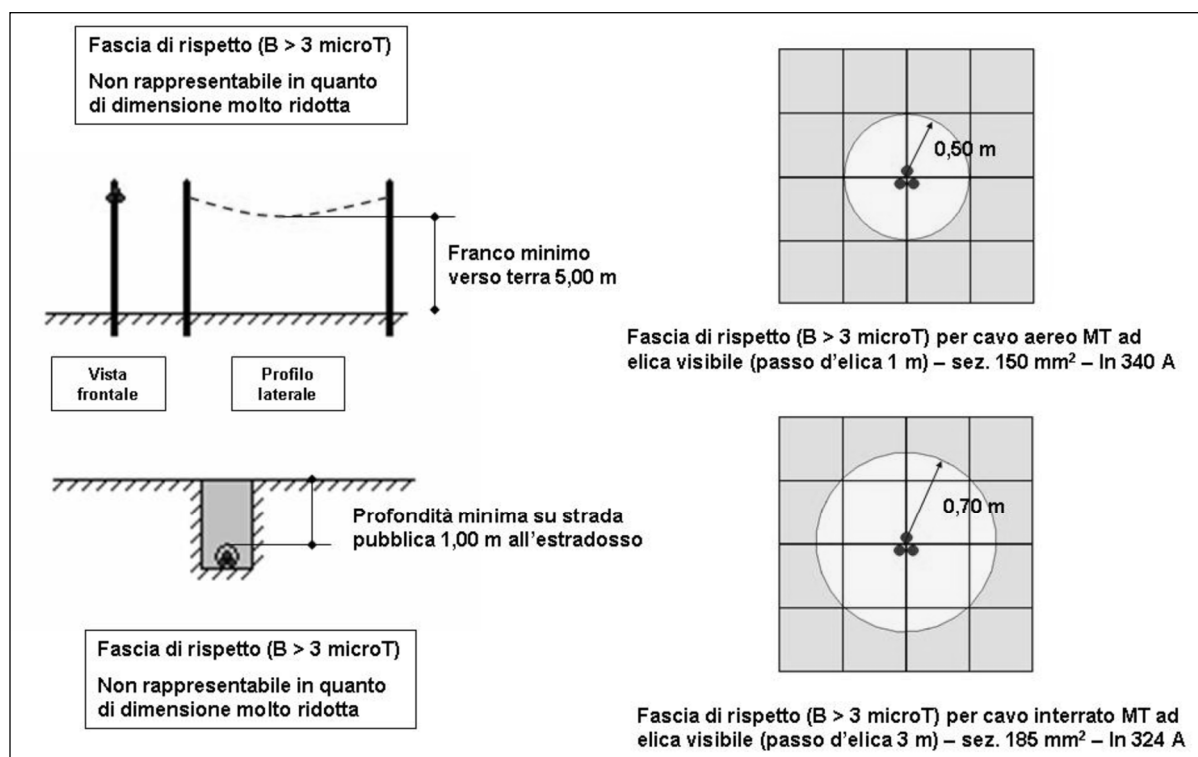 Fascia di rispetto (B > 3 microT)
Non rappresentabile in quanto
di dimensione molto ridotta
0,50 m
Franco minimo
verso terra 5,00 m
Fascia di rispetto (B > 3 microT) per cavo aereo MT ad
elica visibile (passo d'elica 1 m) – sez. 150 mm² – In 340 A
Vista
frontale
Profilo
laterale
0,70 m
Profondità minima su strada
pubblica 1,00 m all'estradosso
Fascia di rispetto (B > 3 microT)
Non rappresentabile in quanto
di dimensione molto ridotta
Fascia di rispetto (B > 3 microT) per cavo interrato MT ad
elica visibile (passo d'elica 3 m) – sez. 185 mm² – In 324 A